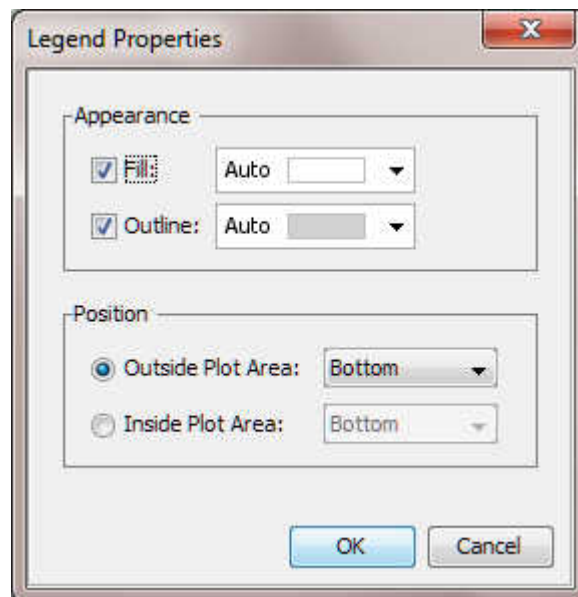 Legend Properties
Appearance
Fill: Auto
Outline: Auto
Position
Outside Plot Area: Bottom
Inside Plot Area: Bottom
OK Cancel